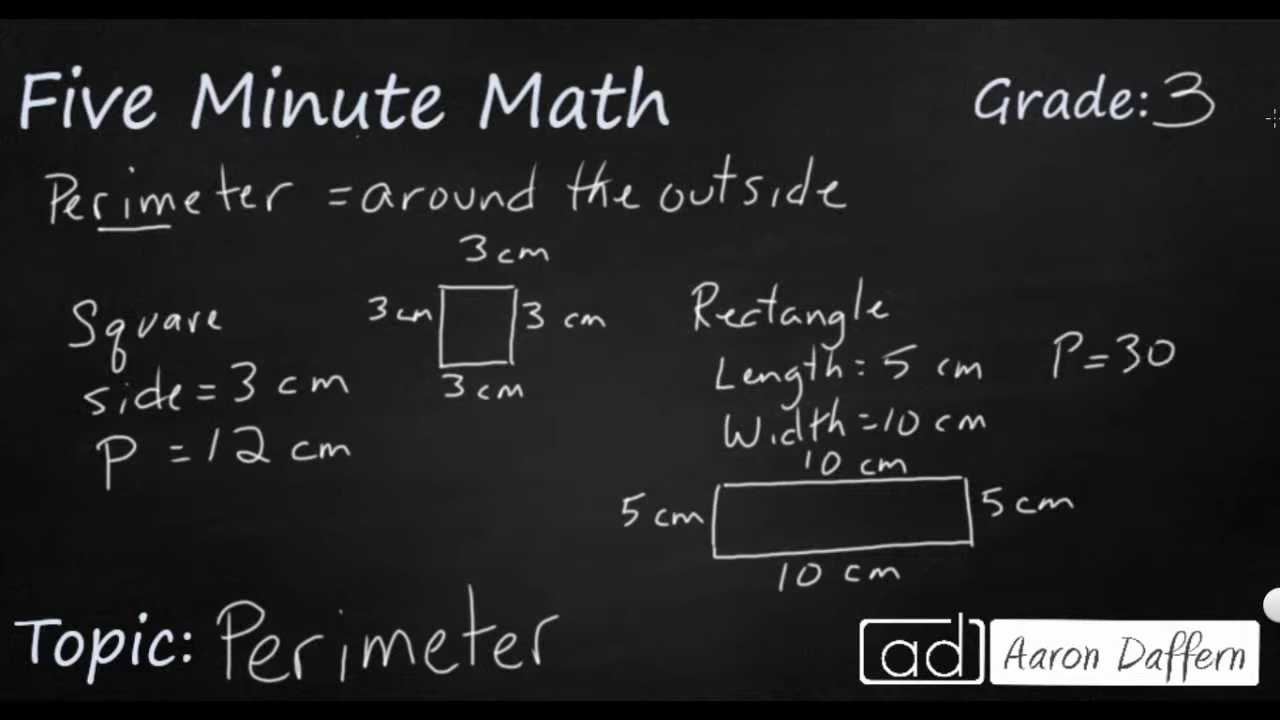 Five Minute Math
Grade: 3
Perimeter = around the outside
3 cm
3 cm
3 cm
3 cm
Square
side = 3 cm
P = 12 cm
Rectangle
Length: 5 cm
Width = 10 cm
P = 30
10 cm
5 cm
5 cm
10 cm
Topic: Perimeter
ad
Aaron Daffern